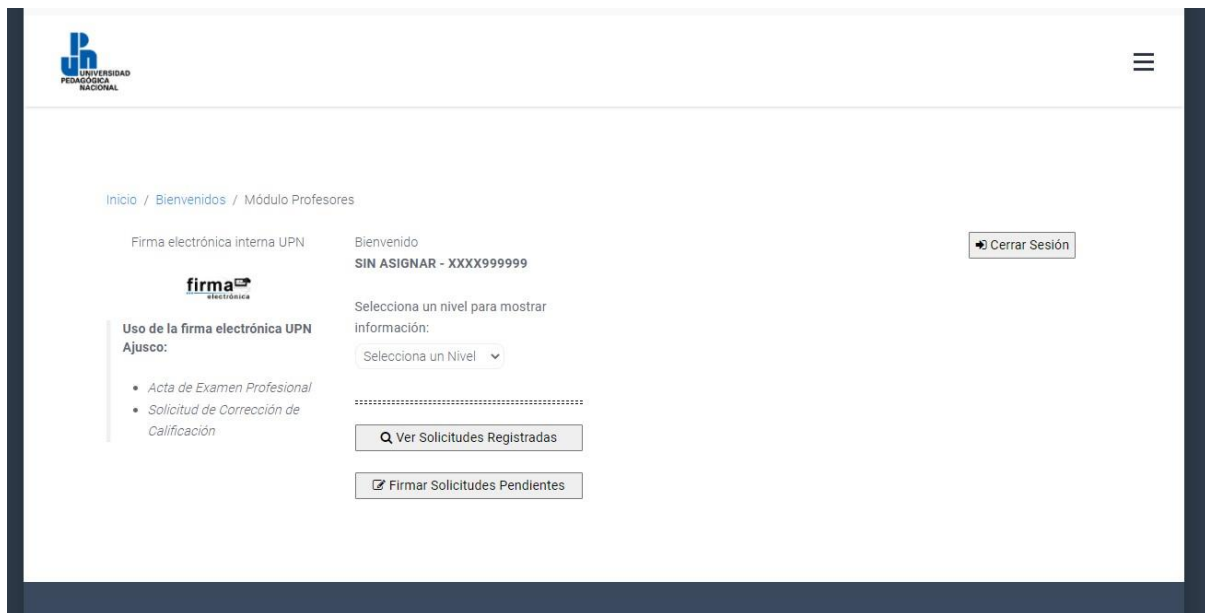 UNIVERSIDAD
PEDAGÓGICA
NACIONAL
Inicio / Bienvenidos / Módulo Profesores
Firma electrónica interna UPN
firma
electrónica
Uso de la firma electrónica UPN
Ajusco:
Acta de Examen Profesional
Solicitud de Corrección de
Calificación
Bienvenido
SIN ASIGNAR - XXXX999999
Selecciona un nivel para mostrar
información:
Selecciona un Nivel
Ver Solicitudes Registradas
Firmar Solicitudes Pendientes
Cerrar Sesión